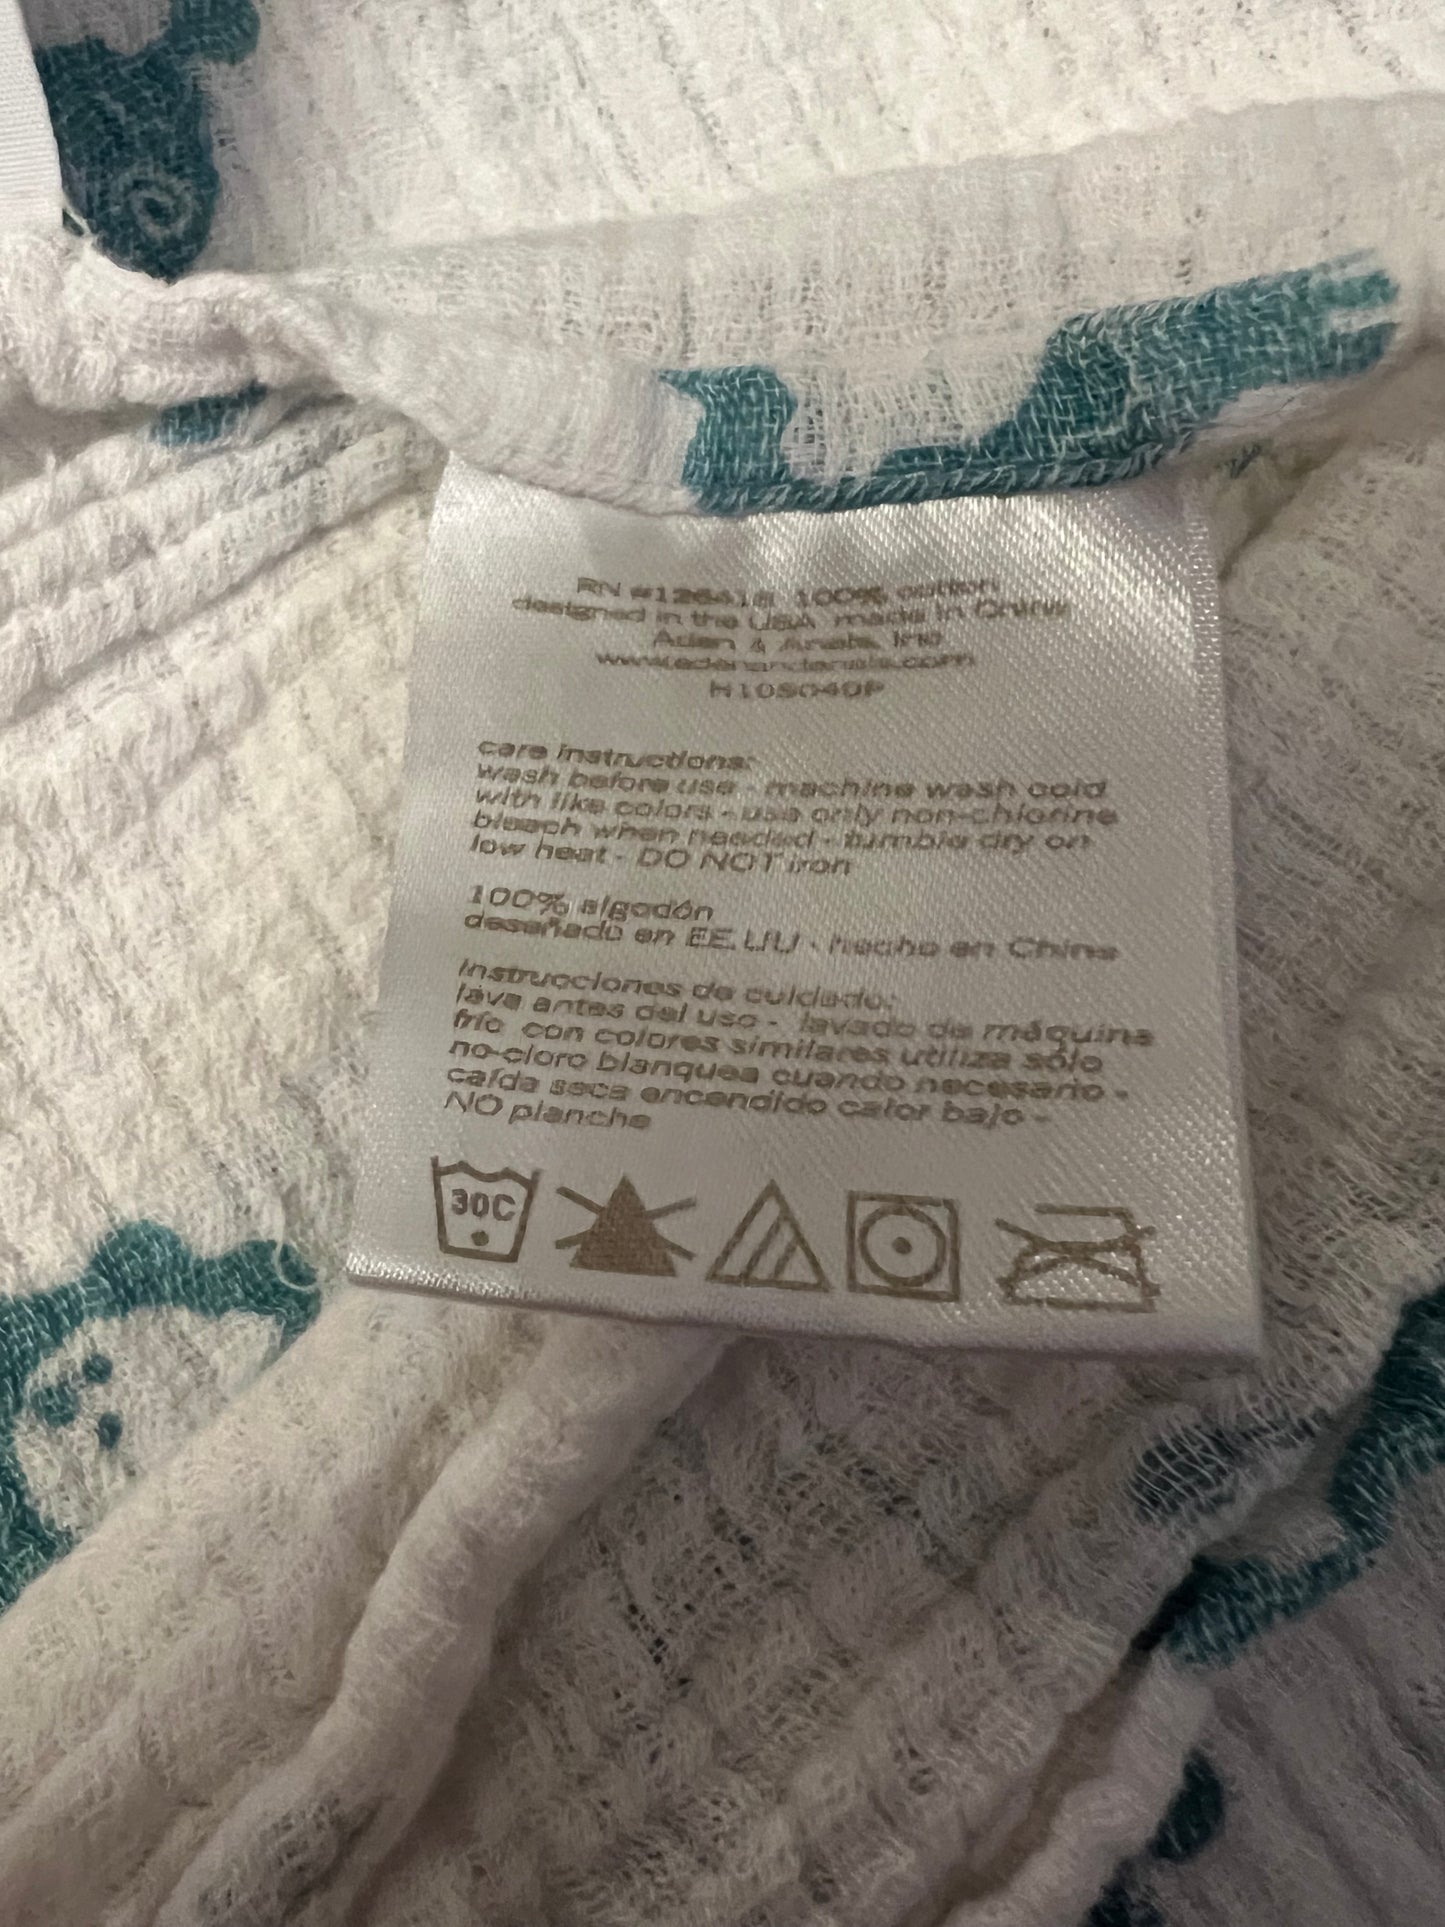 RN #126418 100% cotton
designed in the USA made in China
Aden & Anais, Inc
www.adenandanais.com
care instructions:
wash before use - machine wash cold
with like colors - use only non-chlorine
bleach when needed - tumble dry on
low heat - DO NOT iron
100% algodón
deseñado en EE.UU - hecho en China
Instrucciones de cuidado:
lave antes del uso - lavado de máquina
frío con colores similares utiliza sólo
no-cloro blanquea cuando necesario -
caída seca encendido calor bajo -
NO planche
30C